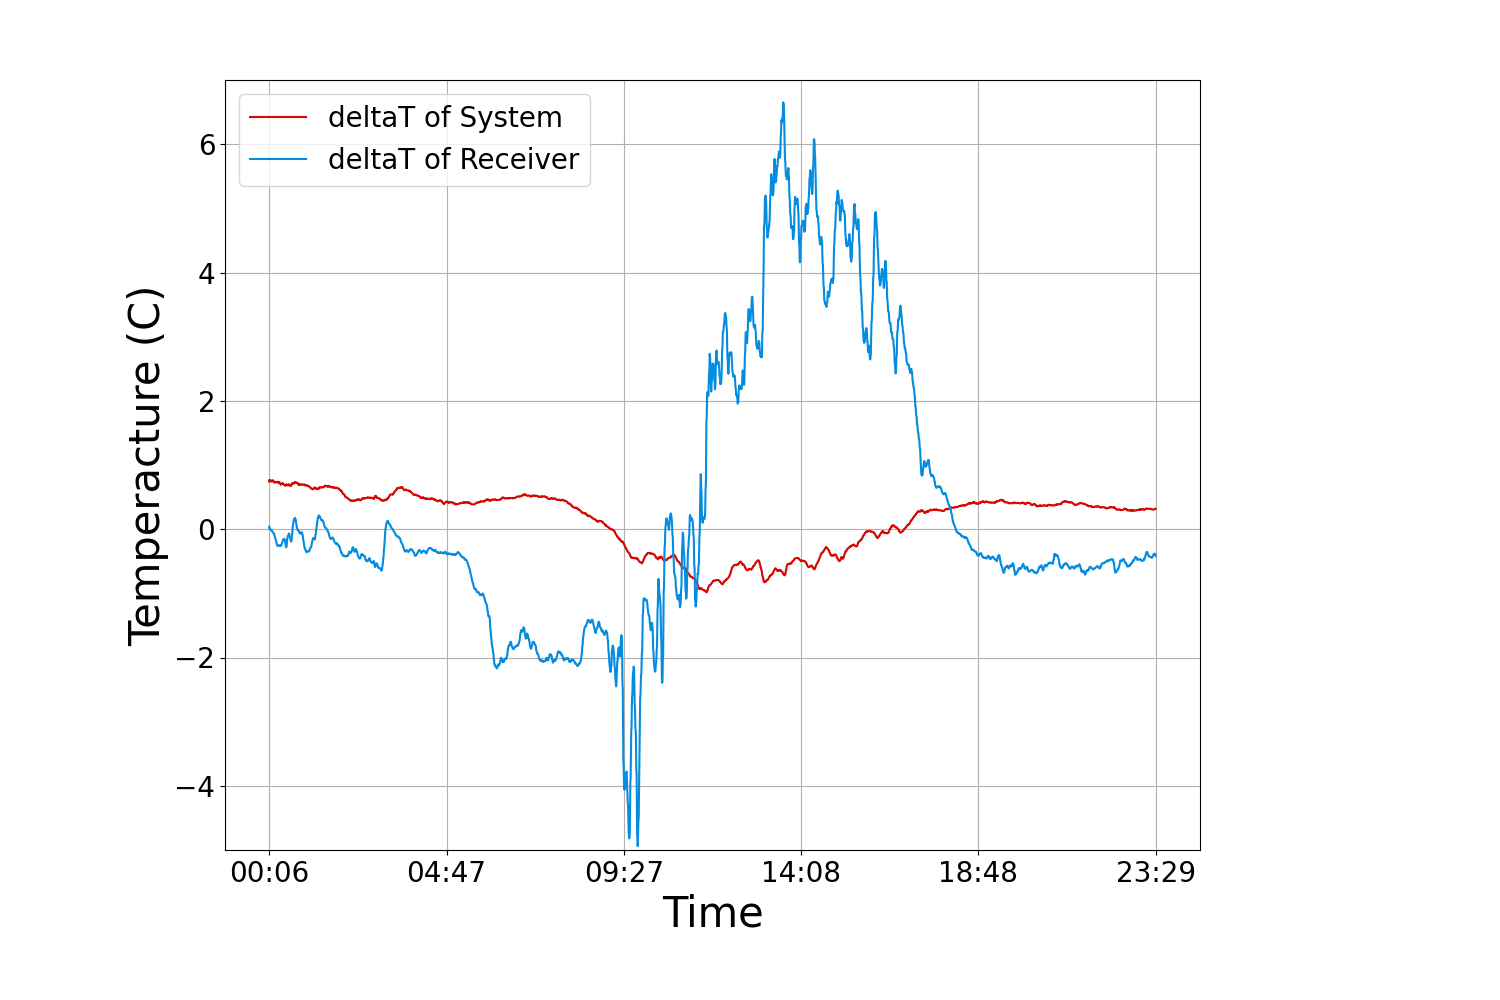 deltaT of System
deltaT of Receiver
6
4
2
0
−2
−4
Temperacture (C)
00:06 04:47 09:27 14:08 18:48 23:29
Time